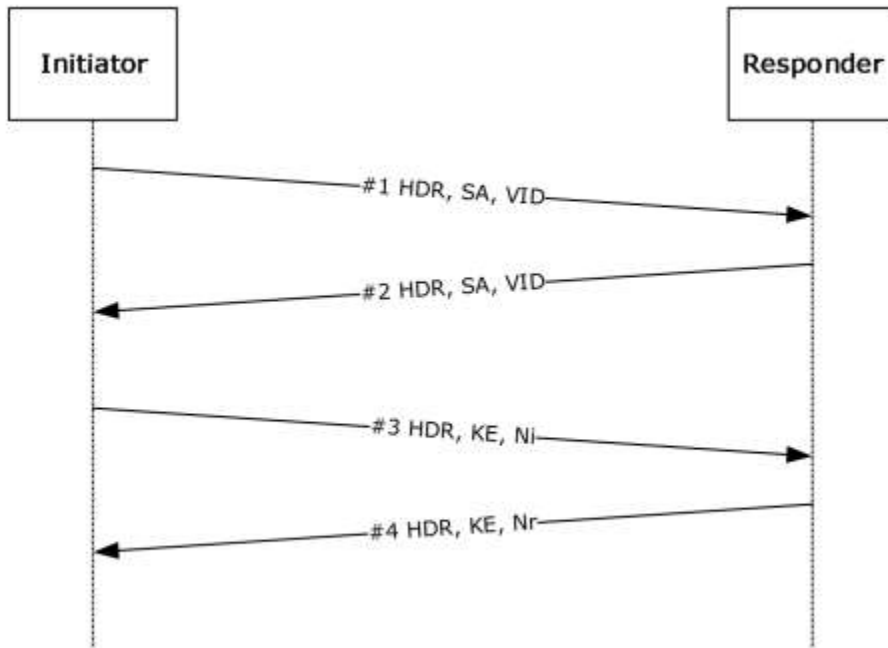 Initiator
Responder
#1 HDR, SA, VID
#2 HDR, SA, VID
#3 HDR, KE, Ni
#4 HDR, KE, Nr